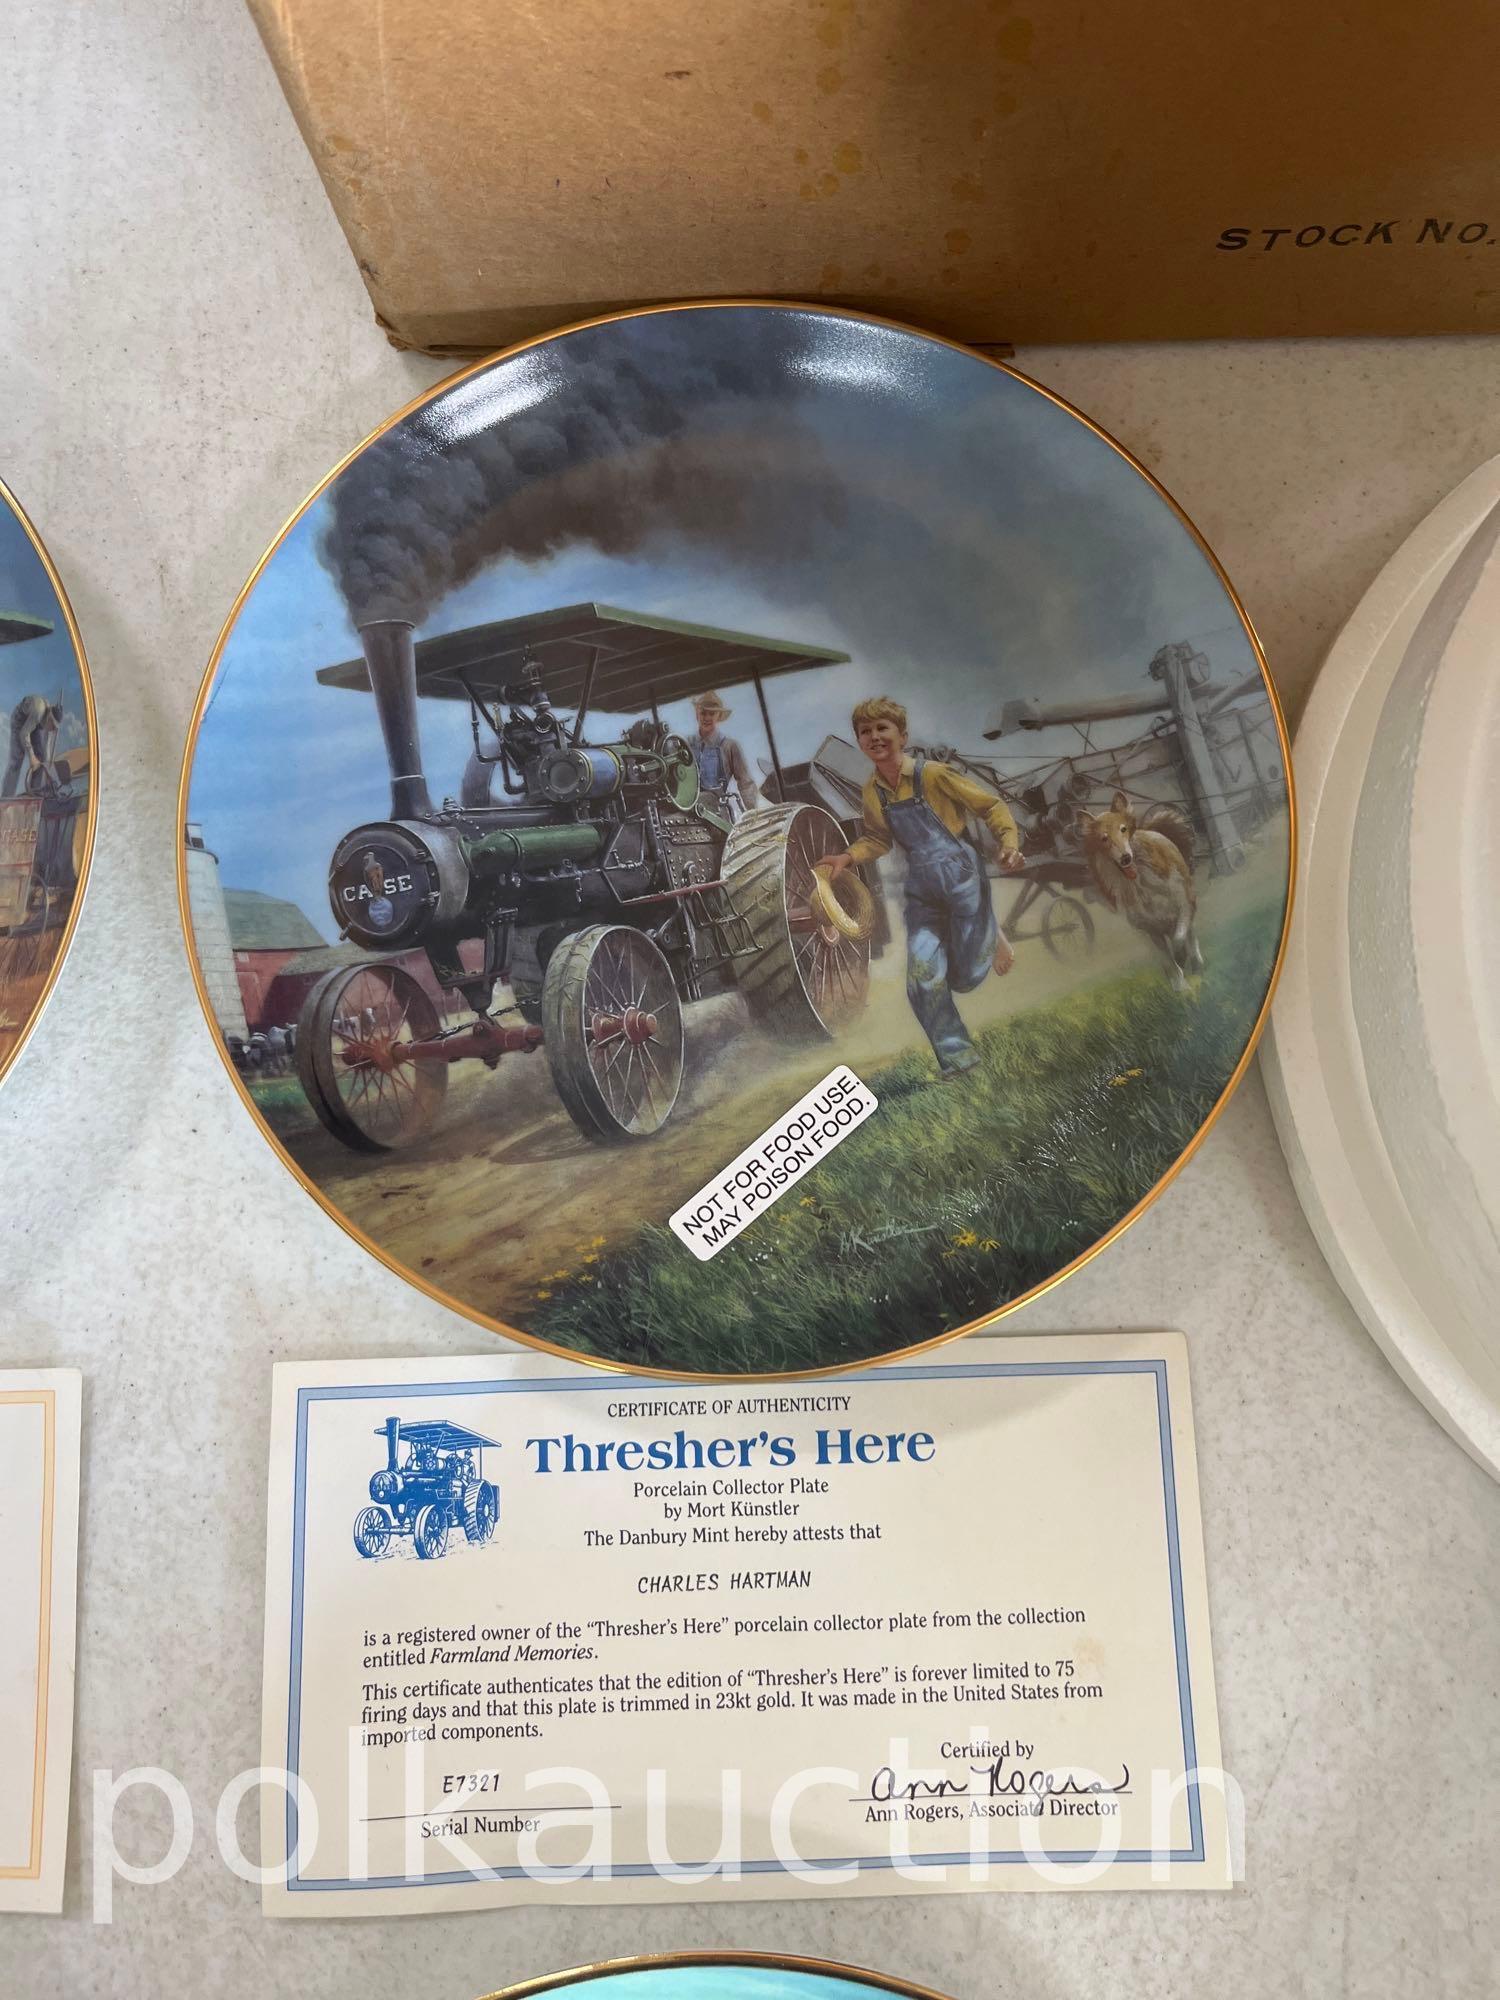 STOCK NO.
CASE
CASE
NOT FOR FOOD USE.
MAY POISON FOOD.
MKünstler
CERTIFICATE OF AUTHENTICITY
Thresher's Here
Porcelain Collector Plate
by Mort Künstler
The Danbury Mint hereby attests that
CHARLES HARTMAN
is a registered owner of the “Thresher's Here” porcelain collector plate from the collection
entitled Farmland Memories.
This certificate authenticates that the edition of “Thresher's Here” is forever limited to 75
firing days and that this plate is trimmed in 23kt gold. It was made in the United States from
imported components.
Certified by
E7321
Ann Rogers
Serial Number
Ann Rogers, Associate Director
polkauction